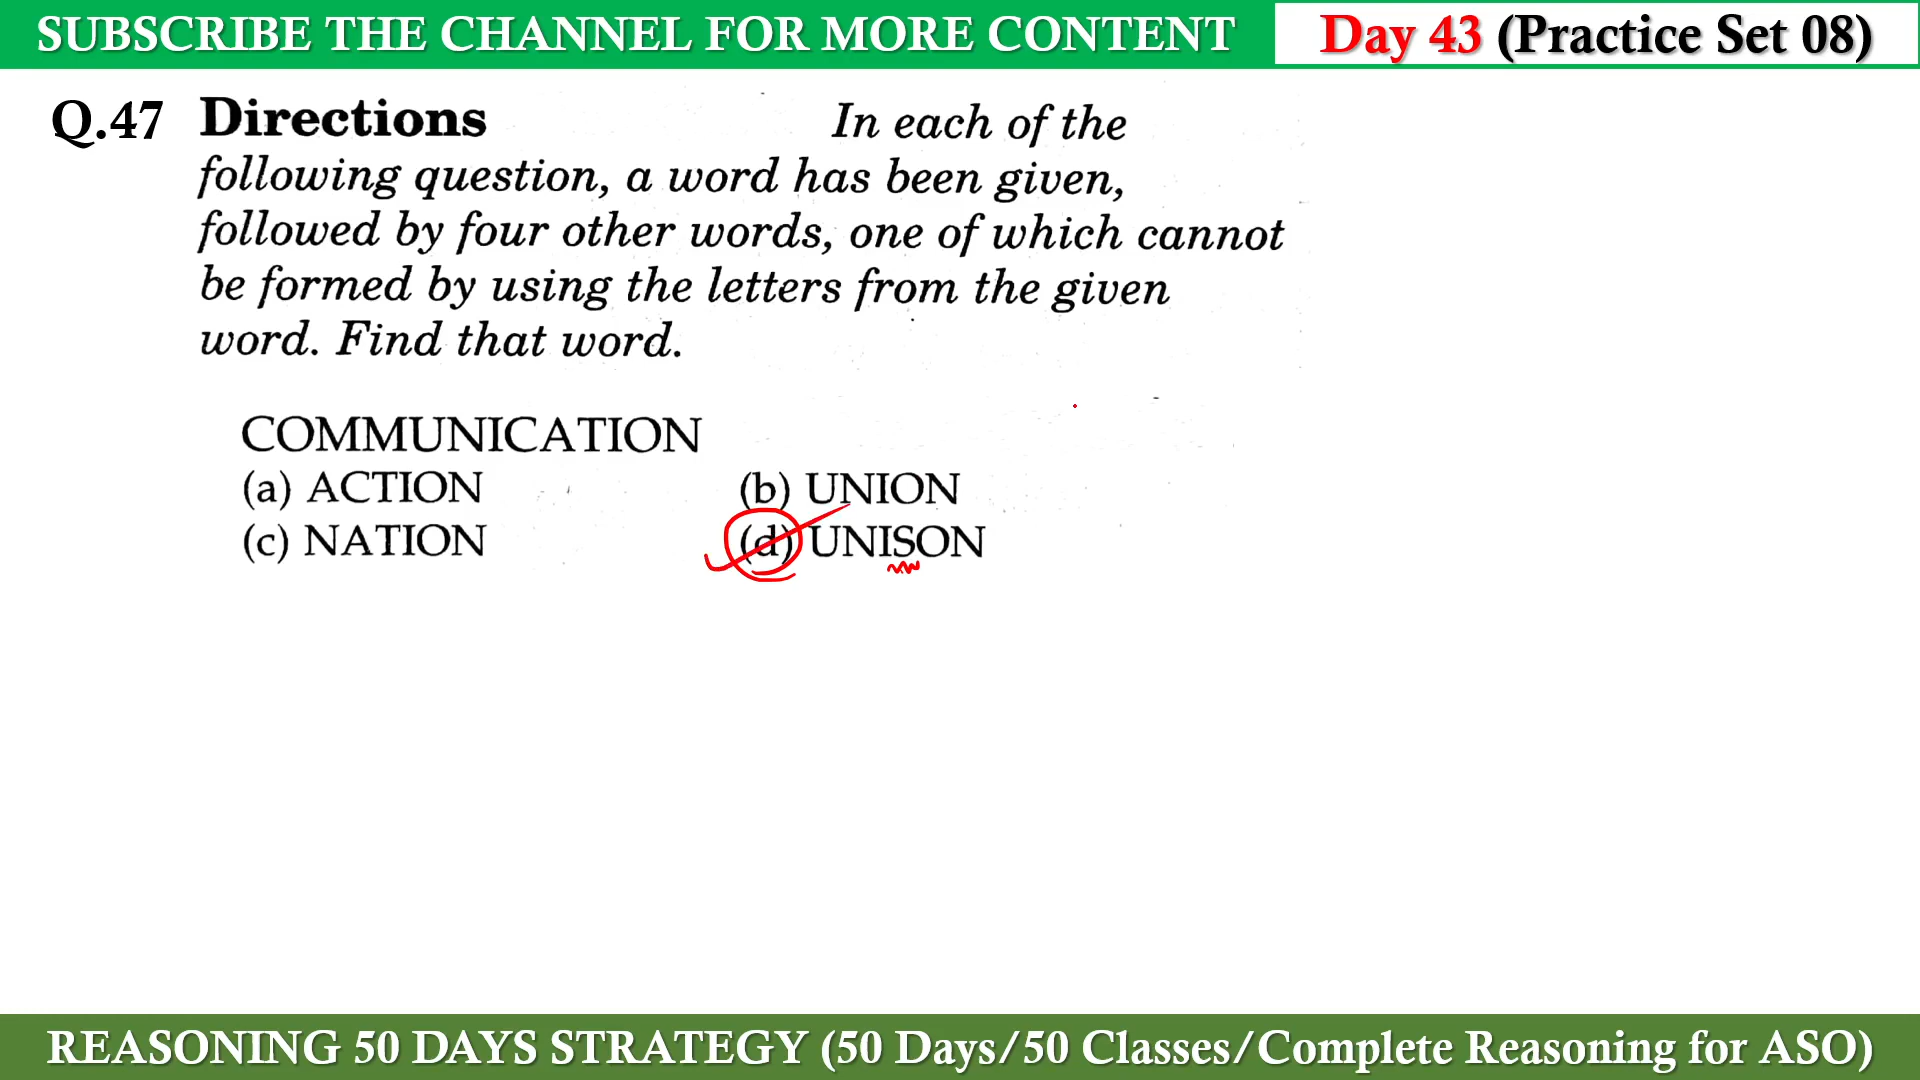 SUBSCRIBE THE CHANNEL FOR MORE CONTENT
Day 43 (Practice Set 08)
Q.47 Directions In each of the
following question, a word has been given,
followed by four other words, one of which cannot
be formed by using the letters from the given
word. Find that word.
COMMUNICATION
(a) ACTION (b) UNION
(c) NATION (d) UNISON
REASONING 50 DAYS STRATEGY (50 Days/50 Classes/Complete Reasoning for ASO)